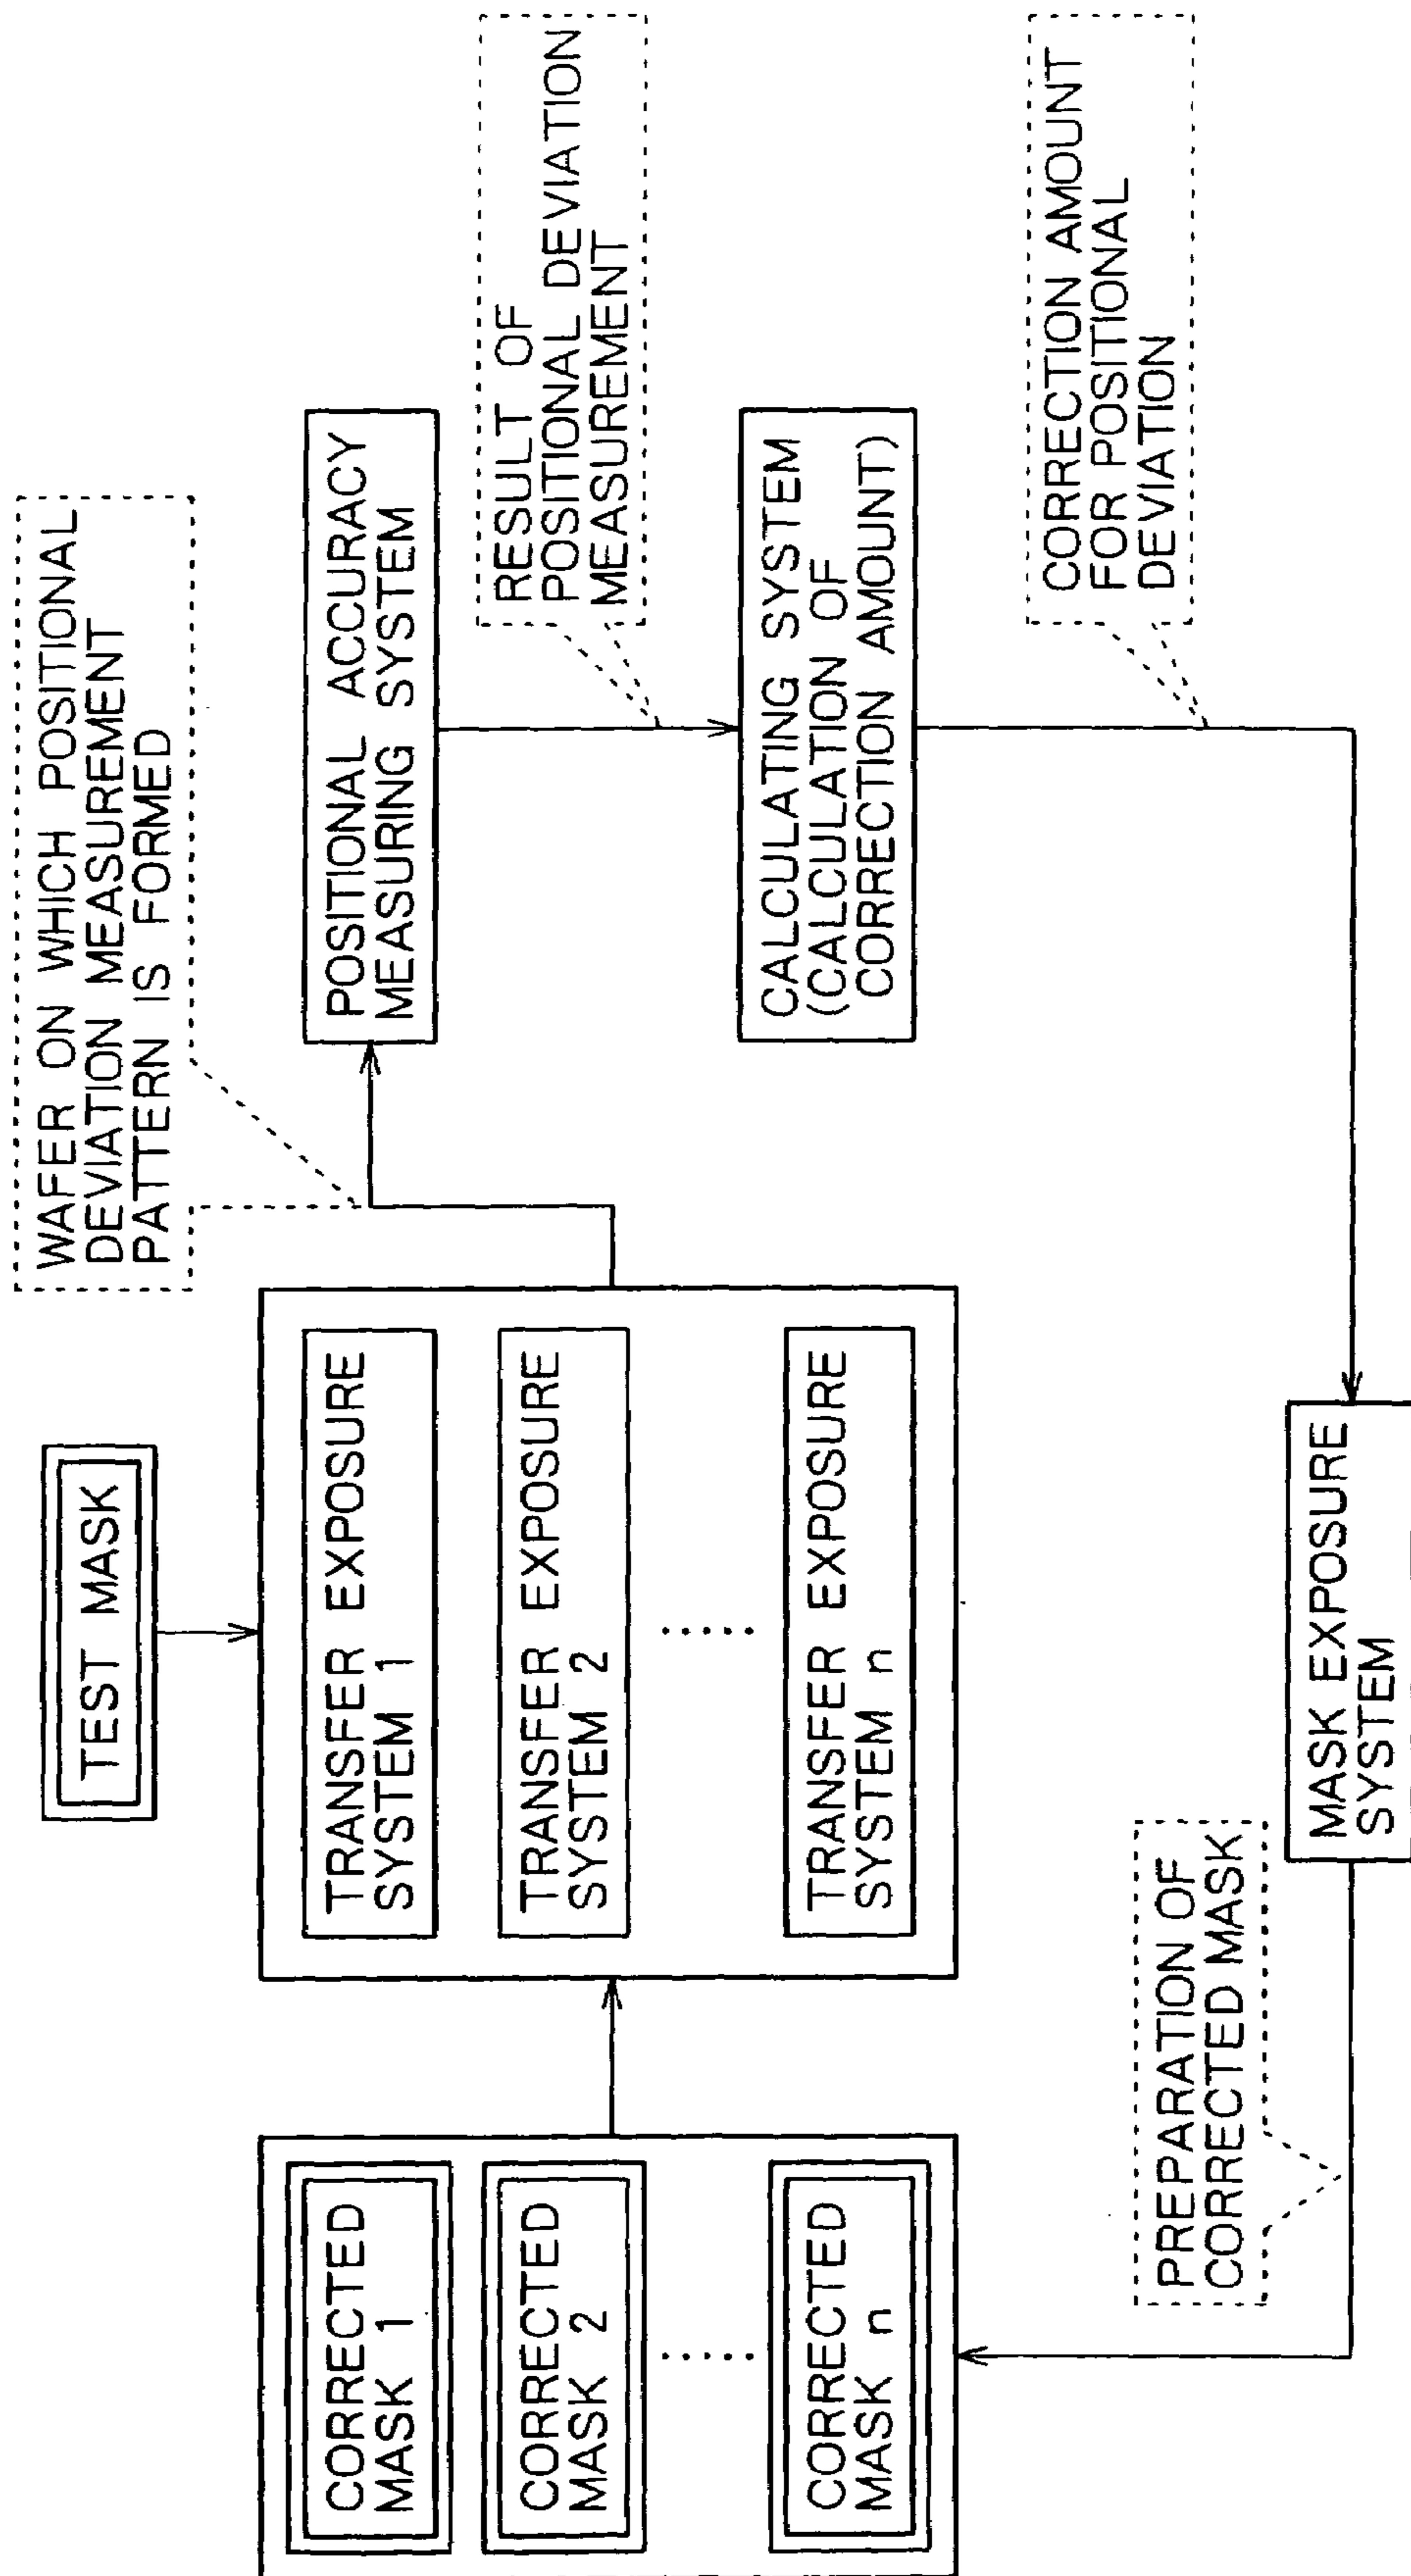 TEST MASK
WAFER ON WHICH POSITIONAL
DEVIATION MEASUREMENT
PATTERN IS FORMED
CORRECTED
MASK 1
CORRECTED
MASK 2
.....
CORRECTED
MASK n
TRANSFER EXPOSURE
SYSTEM 1
TRANSFER EXPOSURE
SYSTEM 2
.....
TRANSFER EXPOSURE
SYSTEM n
POSITIONAL ACCURACY
MEASURING SYSTEM
RESULT OF
POSITIONAL DEVIATION
MEASUREMENT
CALCULATING SYSTEM
(CALCULATION OF
CORRECTION AMOUNT)
CORRECTION AMOUNT
FOR POSITIONAL
DEVIATION
PREPARATION OF
CORRECTED MASK
MASK EXPOSURE
SYSTEM